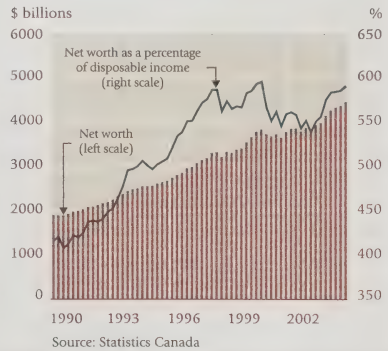 $ billions
%
6000
650
Net worth as a percentage
of disposable income
(right scale)
5000
600
4000
550
Net worth
(left scale)
3000
500
2000
450
1000
400
0
350
1990 1993 1996 1999 2002
Source: Statistics Canada